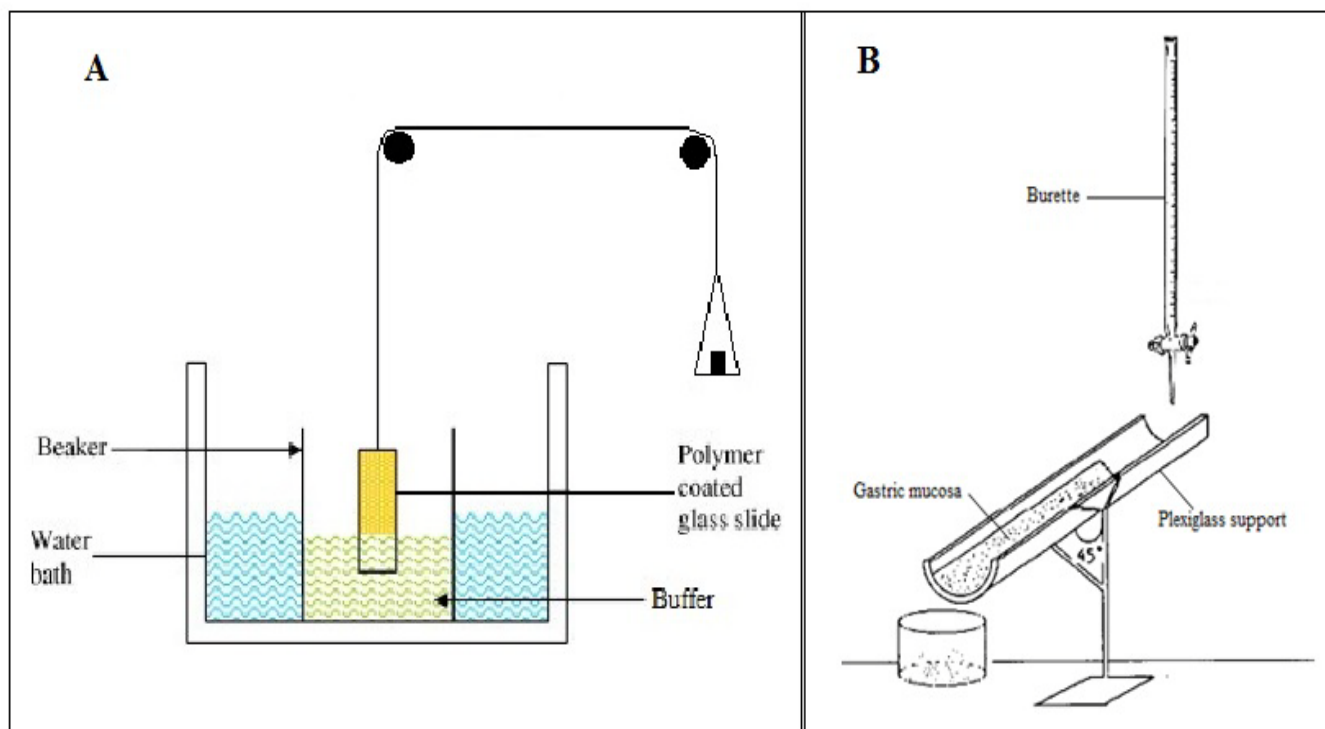 A
Beaker
Water
bath
Polymer
coated
glass slide
Buffer
B
Burette
Gastric mucosa
Plexiglass support
45°